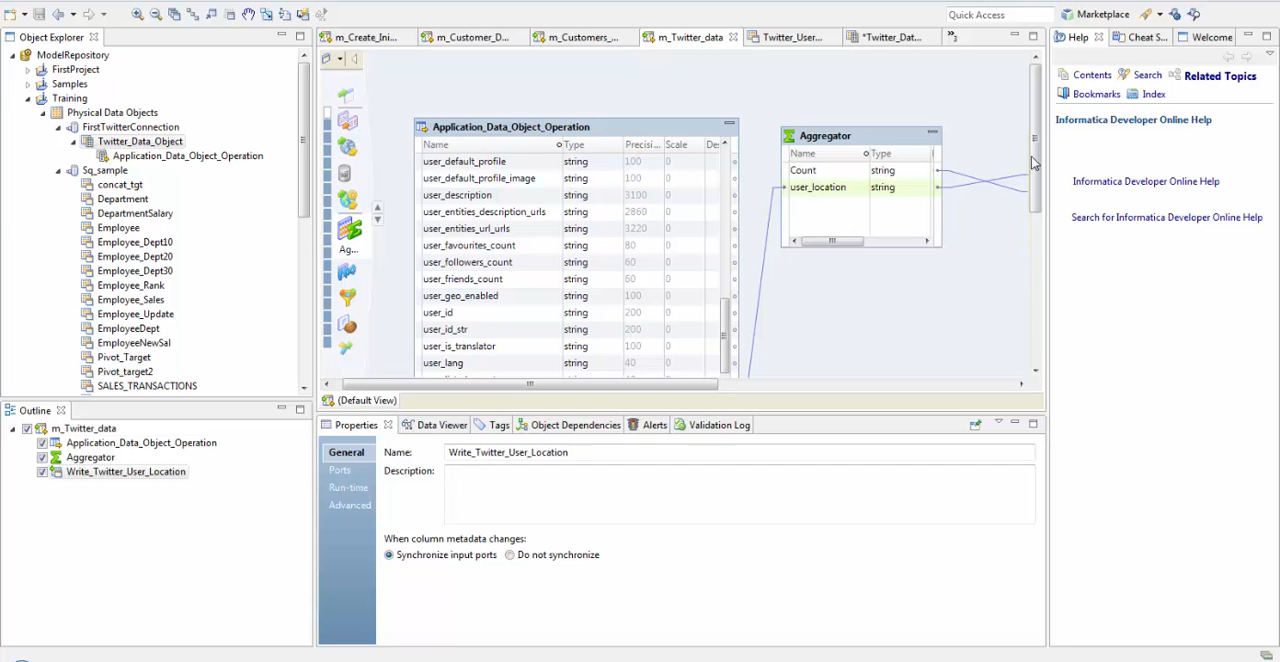 Quick Access
Marketplace
Object Explorer
m_Create_Ini...
m_Customer_D...
m_Customers_...
m_Twitter_data
Twitter_User...
*Twitter_Dat...
Help
Cheat S...
Welcome
ModelRepository
FirstProject
Samples
Training
Physical Data Objects
FirstTwitterConnection
Twitter_Data_Object
Application_Data_Object_Operation
Sq_sample
concat_tgt
Department
DepartmentSalary
Employee
Employee_Dept10
Employee_Dept20
Employee_Dept30
Employee_Rank
Employee_Sales
Employee_Update
EmployeeDept
EmployeeNewSal
Pivot_Target
Pivot_target2
SALES_TRANSACTIONS
Ag...
Application_Data_Object_Operation
Name Type Precisi... Scale De
user_default_profile string 100 0
user_default_profile_image string 100 0
user_description string 3100 0
user_entities_description_urls string 2860 0
user_entities_url_urls string 3220 0
user_favourites_count string 80 0
user_followers_count string 60 0
user_friends_count string 60 0
user_geo_enabled string 100 0
user_id string 200 0
user_id_str string 200 0
user_is_translator string 100 0
user_lang string 40 0
Aggregator
Name Type
Count string
user_location string
Contents Search Related Topics
Bookmarks Index
Informatica Developer Online Help
Informatica Developer Online Help
Search for Informatica Developer Online Help
(Default View)
Outline
m_Twitter_data
Application_Data_Object_Operation
Aggregator
Write_Twitter_User_Location
Properties Data Viewer Tags Object Dependencies Alerts Validation Log
General
Ports
Run-time
Advanced
Name: Write_Twitter_User_Location
Description:
When column metadata changes:
Synchronize input ports Do not synchronize